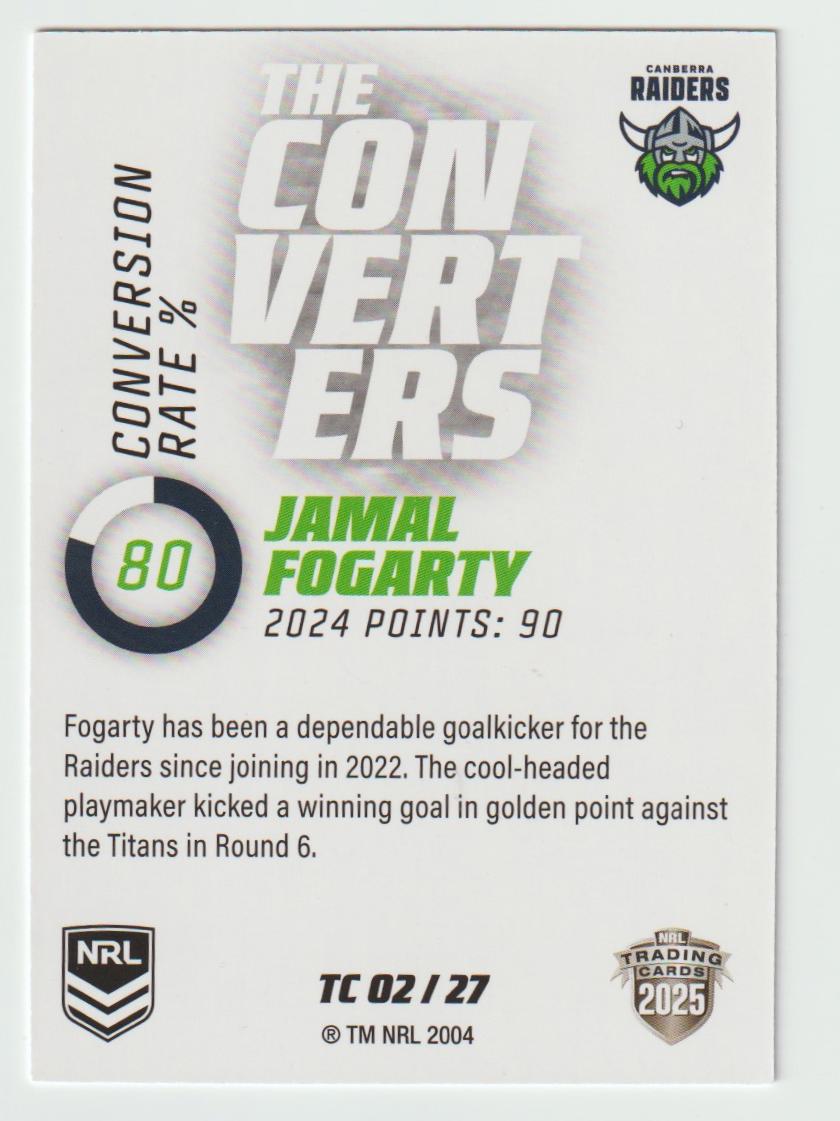 CANBERRA
RAIDERS
THE
CON
VERT
ERS
CONVERSION
RATE %
80
JAMAL
FOGARTY
2024 POINTS: 90
Fogarty has been a dependable goalkicker for the
Raiders since joining in 2022. The cool-headed
playmaker kicked a winning goal in golden point against
the Titans in Round 6.
NRL
TC 02 / 27
® TM NRL 2004
NRL
TRADING
CARDS
2025